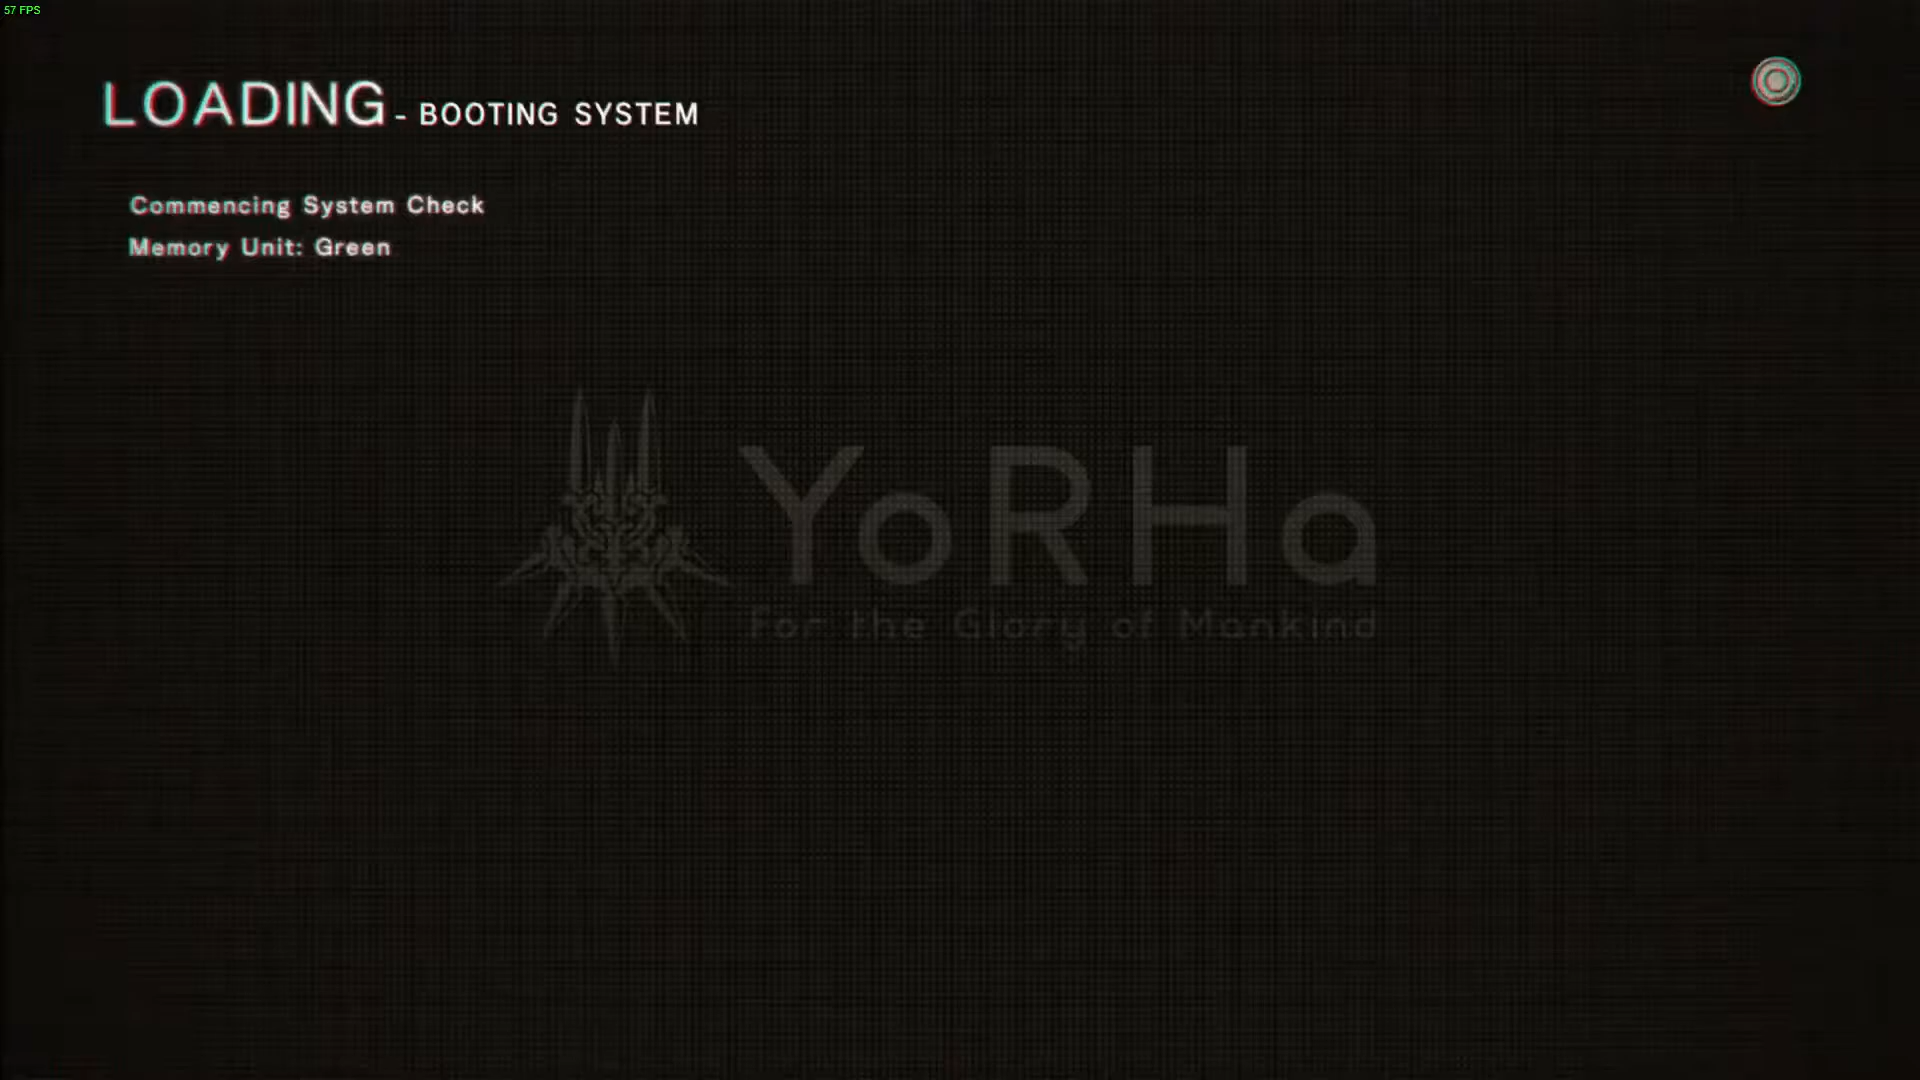 57 FPS
LOADING - BOOTING SYSTEM
Commencing System Check
Memory Unit: Green
YoRHa
For the Glory of Mankind